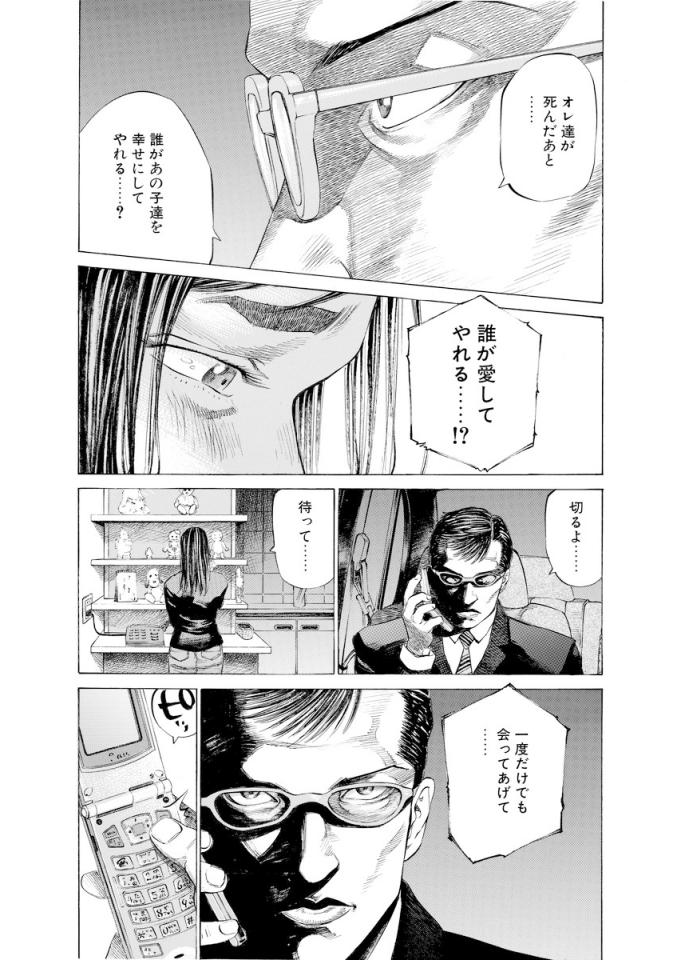 オレ達が
死んだあと
……
誰があの子達を
幸せにして
やれる……?
誰が愛して
やれる……!?
切るよ……
待って……
一度だけでも
会ってあげて
……
ピッ